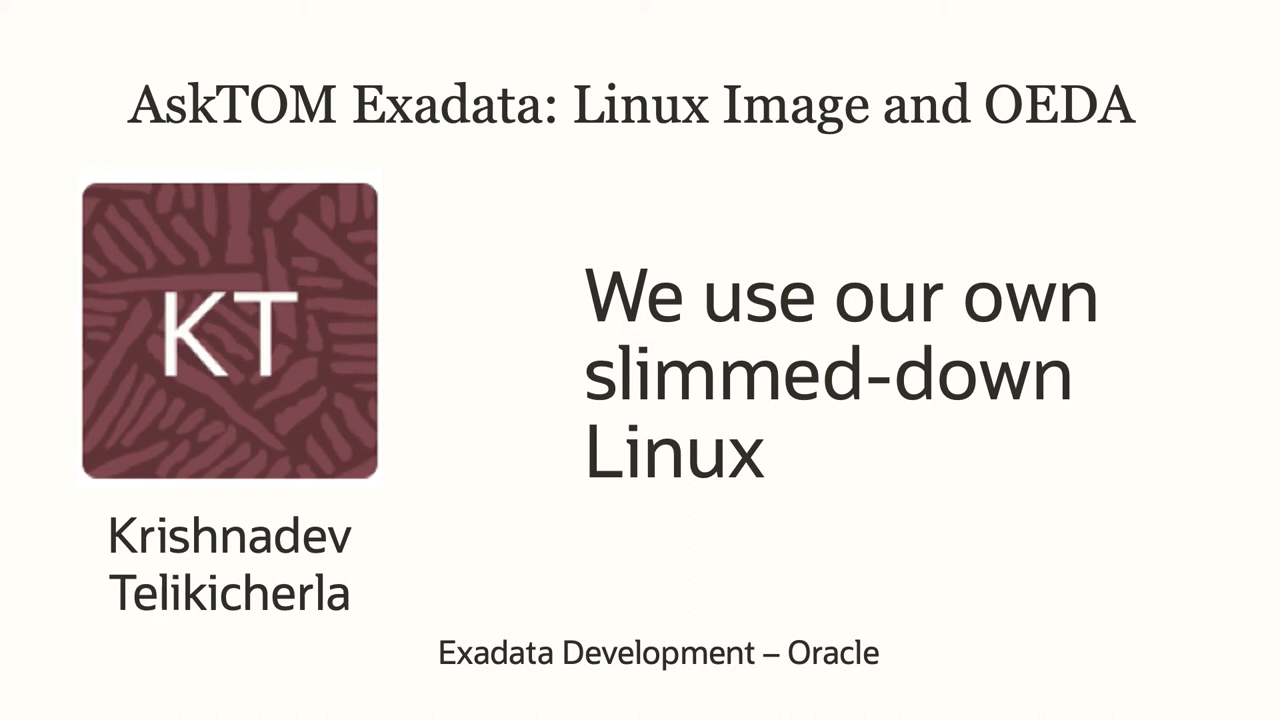 AskTOM Exadata: Linux Image and OEDA
KT
Krishnadev
Telikicherla
We use our own
slimmed-down
Linux
Exadata Development – Oracle